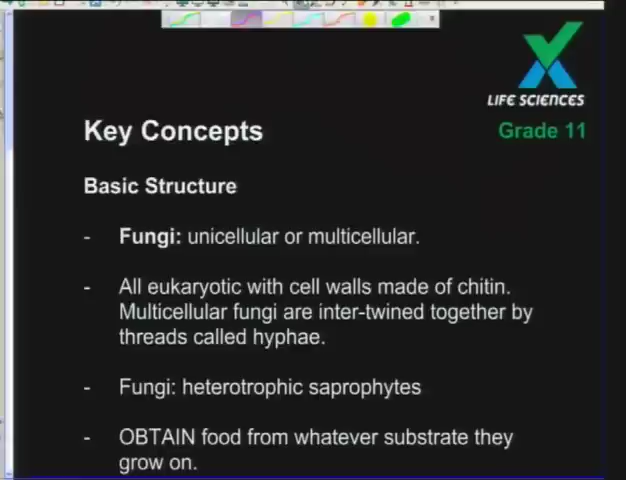 LIFE SCIENCES
Key Concepts
Grade 11
Basic Structure
- Fungi: unicellular or multicellular.
- All eukaryotic with cell walls made of chitin.
Multicellular fungi are inter-twined together by
threads called hyphae.
- Fungi: heterotrophic saprophytes
- OBTAIN food from whatever substrate they
grow on.